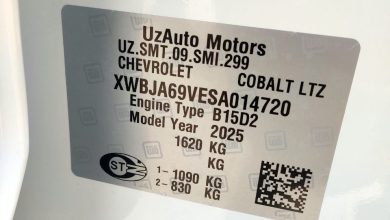 UzAuto Motors
UZ.SMT.09.SMI.299
CHEVROLET COBALT LTZ
XWBJA69VESA014720
Engine Type B15D2
Model Year 2025
1620 KG
KG
1 - 1090 KG
2 - 830 KG
ST